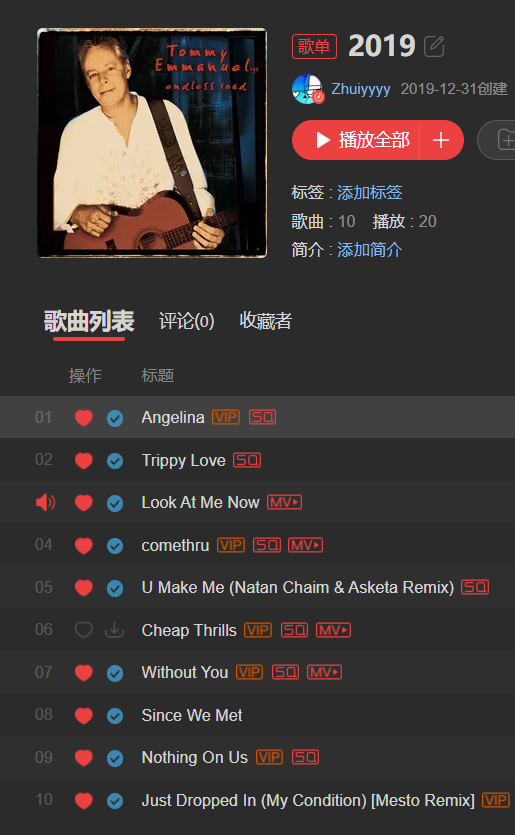 Tommy
Emmanuel
endless road
歌单 2019
Zhuiyyyy 2019-12-31创建
播放全部
标签 : 添加标签
歌曲 : 10 播放 : 20
简介 : 添加简介
歌曲列表 评论(0) 收藏者
操作 标题
01 Angelina VIP SQ
02 Trippy Love SQ
Look At Me Now MV
04 comethru VIP SQ MV
05 U Make Me (Natan Chaim & Asketa Remix) SQ
06 Cheap Thrills VIP SQ MV
07 Without You VIP SQ MV
08 Since We Met
09 Nothing On Us VIP SQ
10 Just Dropped In (My Condition) [Mesto Remix] VIP